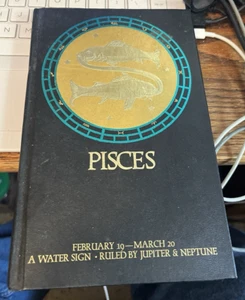 PISCES
FEBRUARY 19—MARCH 20
A WATER SIGN • RULED BY JUPITER & NEPTUNE